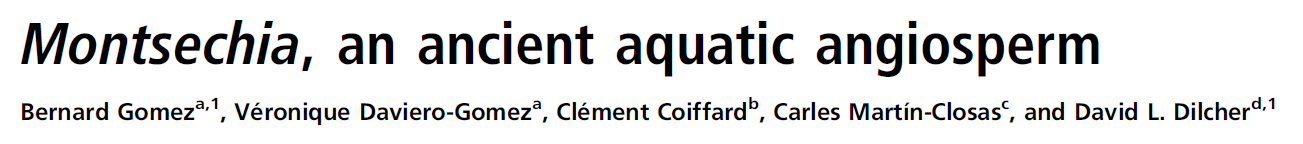 Montsechia, an ancient aquatic angiosperm
Bernard Gomezᵃ,¹, Véronique Daviero-Gomezᵃ, Clément Coiffardᵇ, Carles Martín-Closasᶜ, and David L. Dilcherᵈ,¹